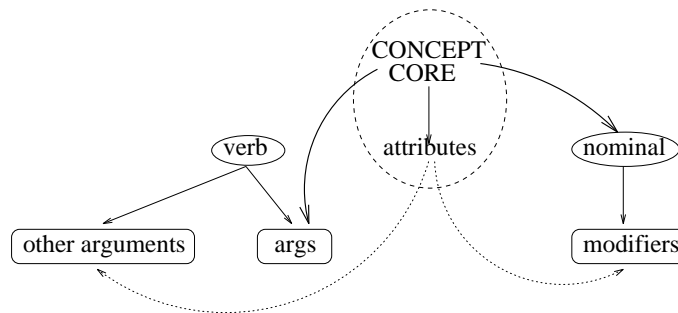 CONCEPT
CORE
verb
attributes
nominal
other arguments
args
modifiers